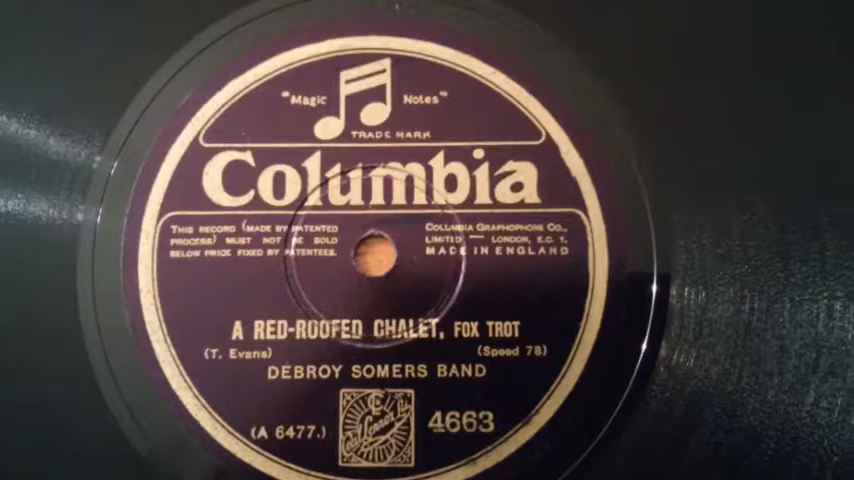 "Magic Notes"
TRADE MARK
Columbia
THIS RECORD (MADE BY PATENTED
PROCESS) MUST NOT BE SOLD
BELOW PRICE FIXED BY PATENTEES.
COLUMBIA GRAPHOPHONE CO.,
LIMITED — LONDON, E.C. 1.
MADE IN ENGLAND
A RED-ROOFED CHALET, FOX TROT
(T. Evans) (Speed 78)
DEBROY SOMERS BAND
(A 6477.) 4663